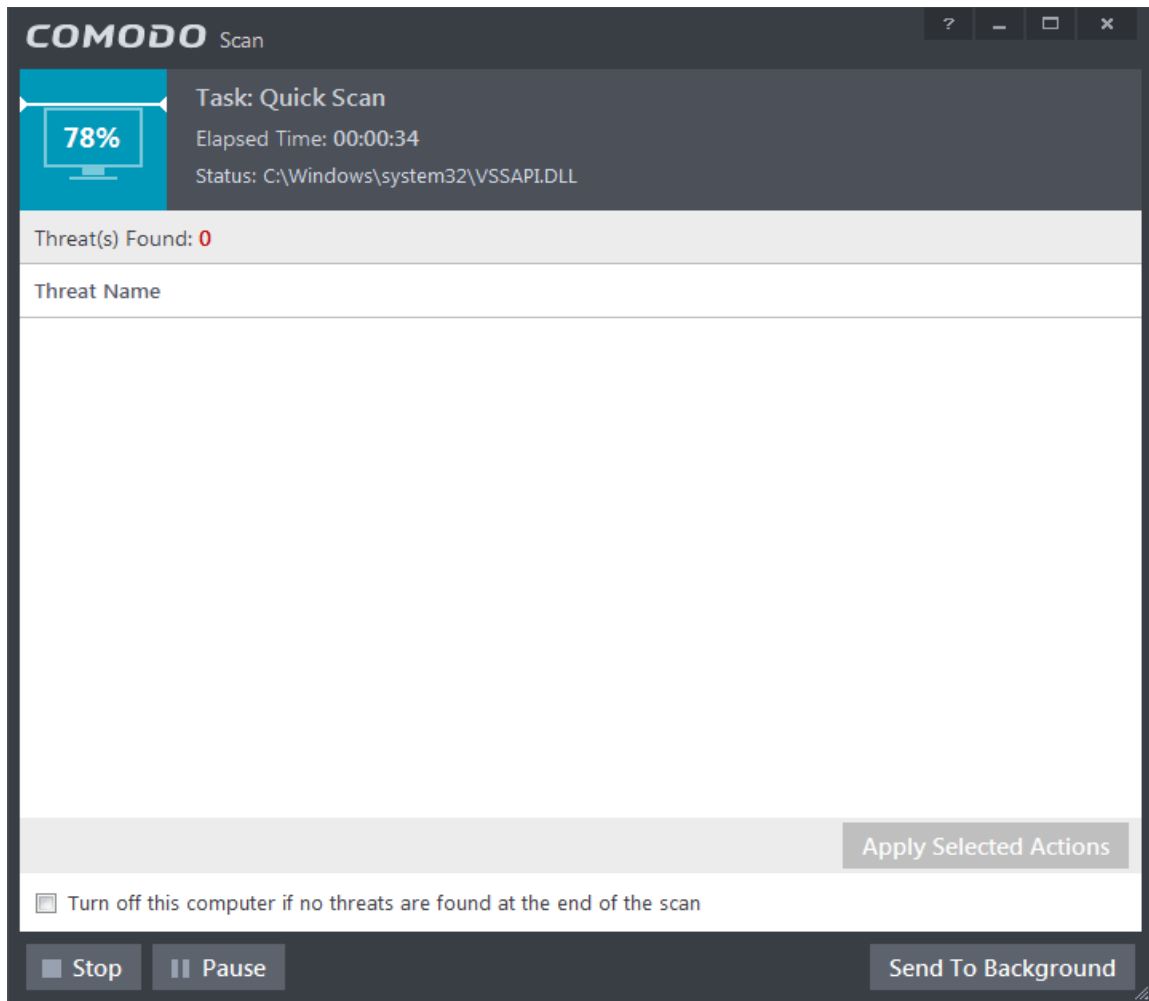 COMODO Scan
?
78%
Task: Quick Scan
Elapsed Time: 00:00:34
Status: C:\Windows\system32\VSSAPI.DLL
Threat(s) Found: 0
Threat Name
Apply Selected Actions
Turn off this computer if no threats are found at the end of the scan
Stop
Pause
Send To Background